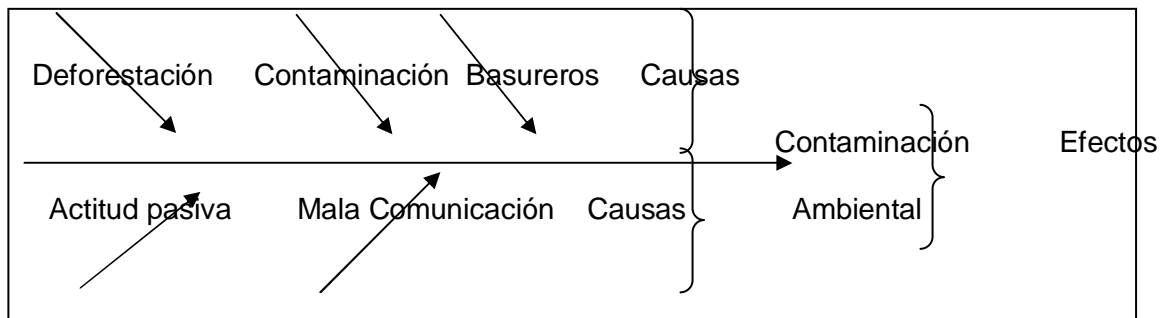 Deforestación Contaminación Basureros Causas
Contaminación Efectos
Actitud pasiva Mala Comunicación Causas Ambiental